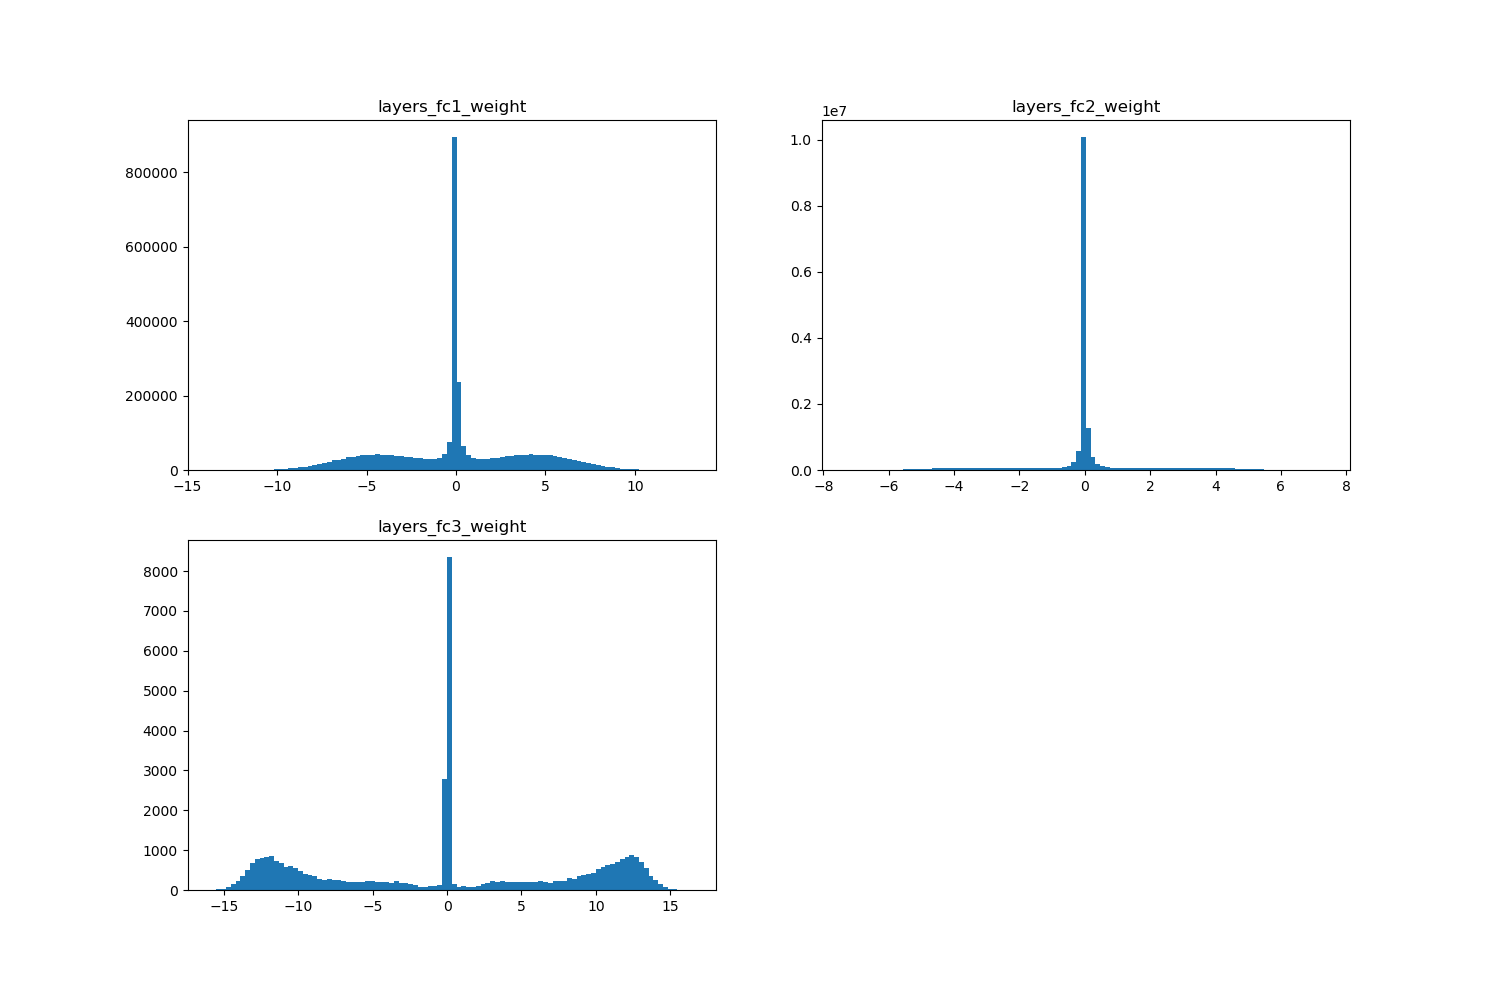 layers_fc1_weight
800000
600000
400000
200000
0
−15 −10 −5 0 5 10
layers_fc2_weight
1e7
1.0
0.8
0.6
0.4
0.2
0.0
−8 −6 −4 −2 0 2 4 6 8
layers_fc3_weight
8000
7000
6000
5000
4000
3000
2000
1000
0
−15 −10 −5 0 5 10 15